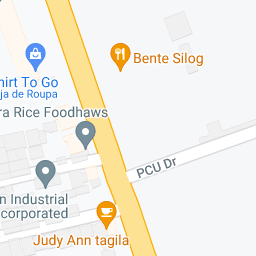 Bente Silog
hirt To Go
ja de Roupa
ra Rice Foodhaws
PCU Dr
n Industrial
corporated
Judy Ann tagila